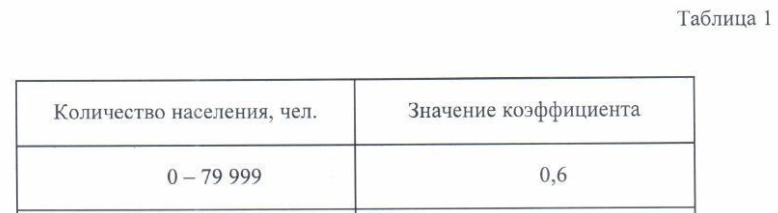 Таблица 1
Количество населения, чел. Значение коэффициента
0 – 79 999 0,6